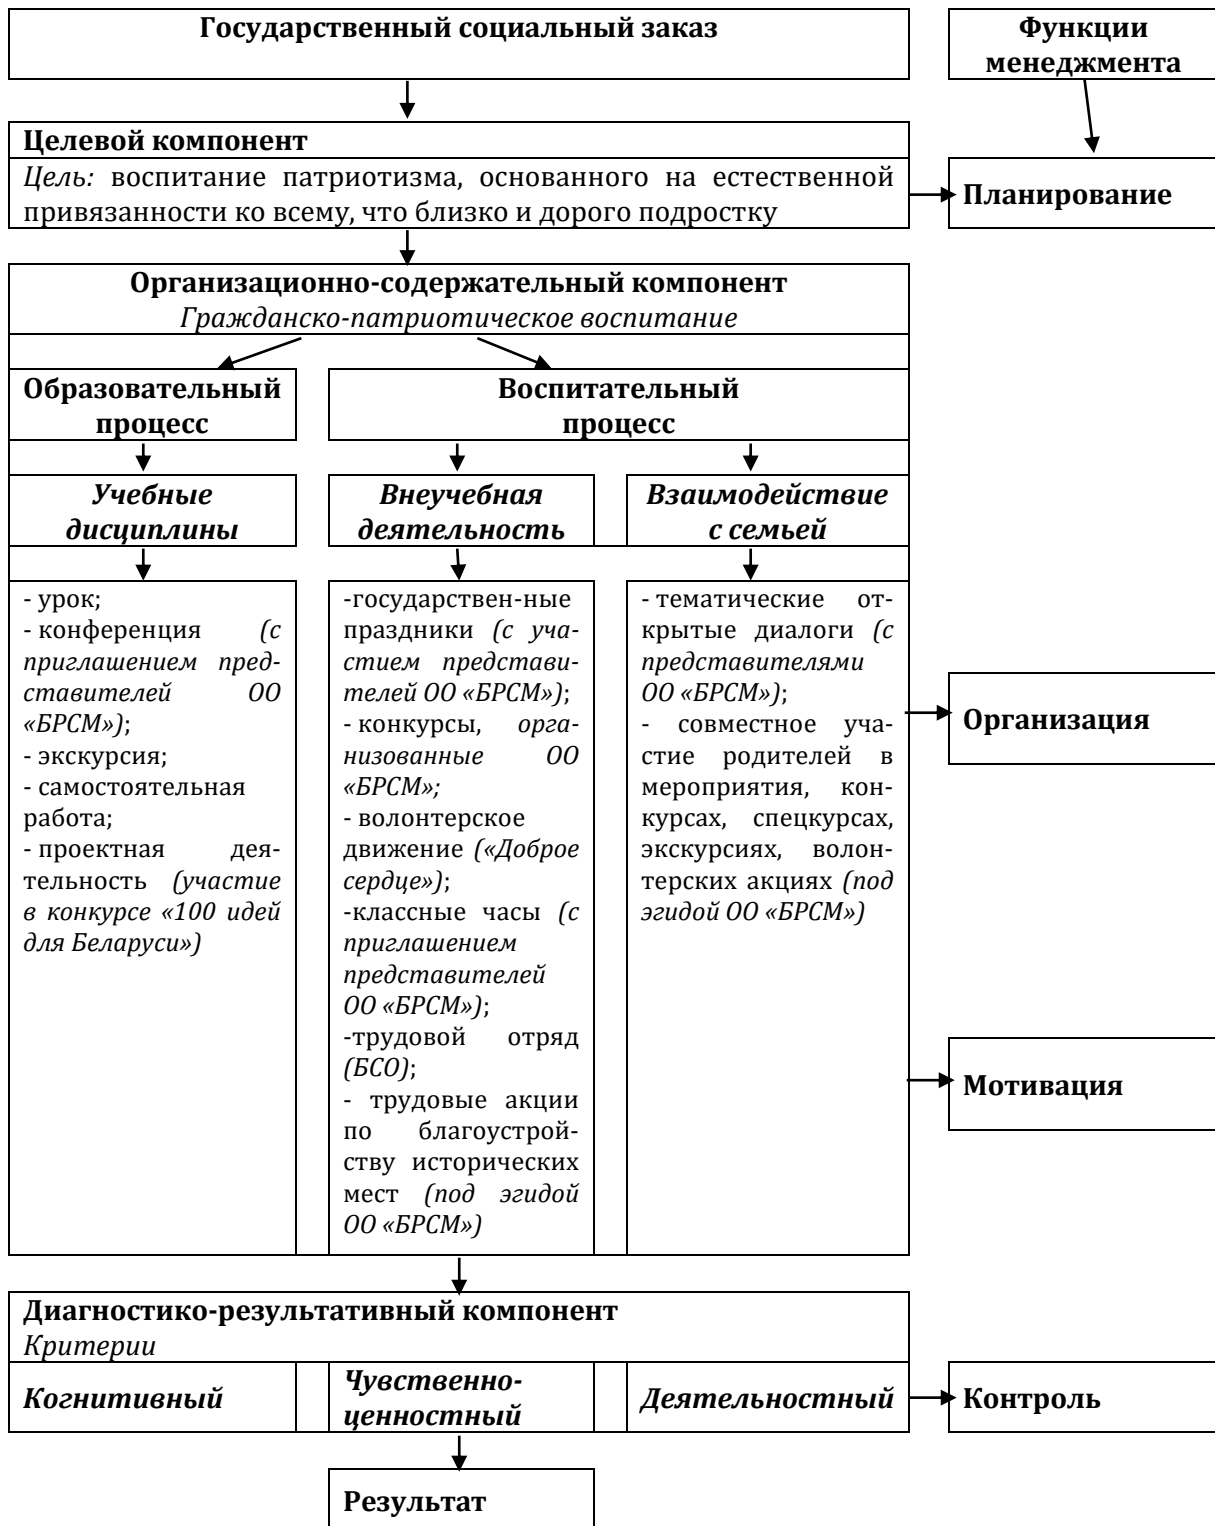 Государственный социальный заказ
Функции
менеджмента
Целевой компонент
Цель: воспитание патриотизма, основанного на естественной
привязанности ко всему, что близко и дорого подростку
Планирование
Организационно-содержательный компонент
Гражданско-патриотическое воспитание
Образовательный
процесс
Воспитательный
процесс
Учебные
дисциплины
Внеучебная
деятельность
Взаимодействие
с семьей
- урок;
- конференция (с
приглашением пред-
ставителей ОО
«БРСМ»);
- экскурсия;
- самостоятельная
работа;
- проектная дея-
тельность (участие
в конкурсе «100 идей
для Беларуси»)
-государствен-ные
праздники (с уча-
стием представи-
телей ОО «БРСМ»);
- конкурсы, орга-
низованные ОО
«БРСМ»;
- волонтерское
движение («Доброе
сердце»);
-классные часы (с
приглашением
представителей
ОО «БРСМ»);
-трудовой отряд
(БСО);
- трудовые акции
по благоустрой-
ству исторических
мест (под эгидой
ОО «БРСМ»)
- тематические от-
крытые диалоги (с
представителями
ОО «БРСМ»);
- совместное уча-
стие родителей в
мероприятия, кон-
курсах, спецкурсах,
экскурсиях, волон-
терских акциях (под
эгидой ОО «БРСМ»)
Организация
Мотивация
Диагностико-результативный компонент
Критерии
Когнитивный
Чувственно-
ценностный
Деятельностный
Контроль
Результат